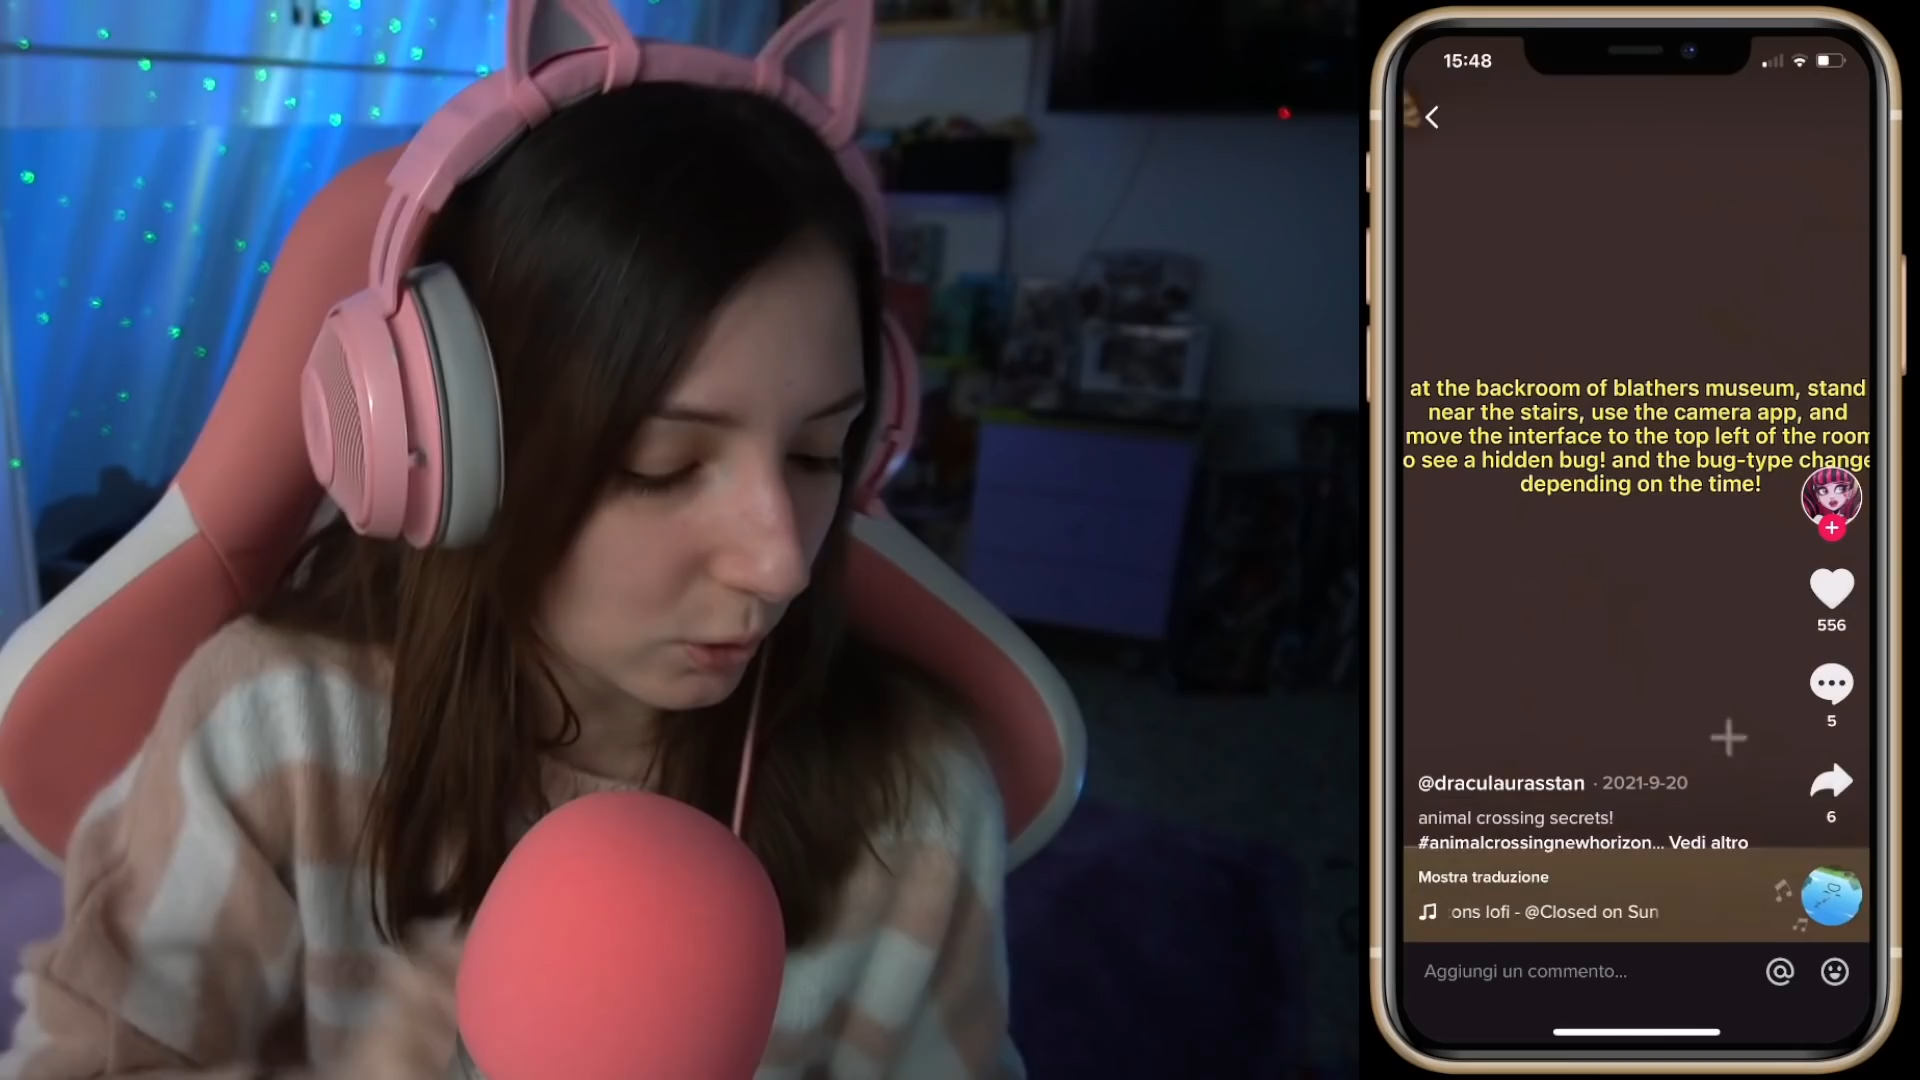 15:48
at the backroom of blathers museum, stand
near the stairs, use the camera app, and
move the interface to the top left of the room
o see a hidden bug! and the bug-type change
depending on the time!
556
5
@draculaurasstan · 2021-9-20
animal crossing secrets!
6
#animalcrossingnewhorizon... Vedi altro
Mostra traduzione
ons lofi - @Closed on Sun
Aggiungi un commento...